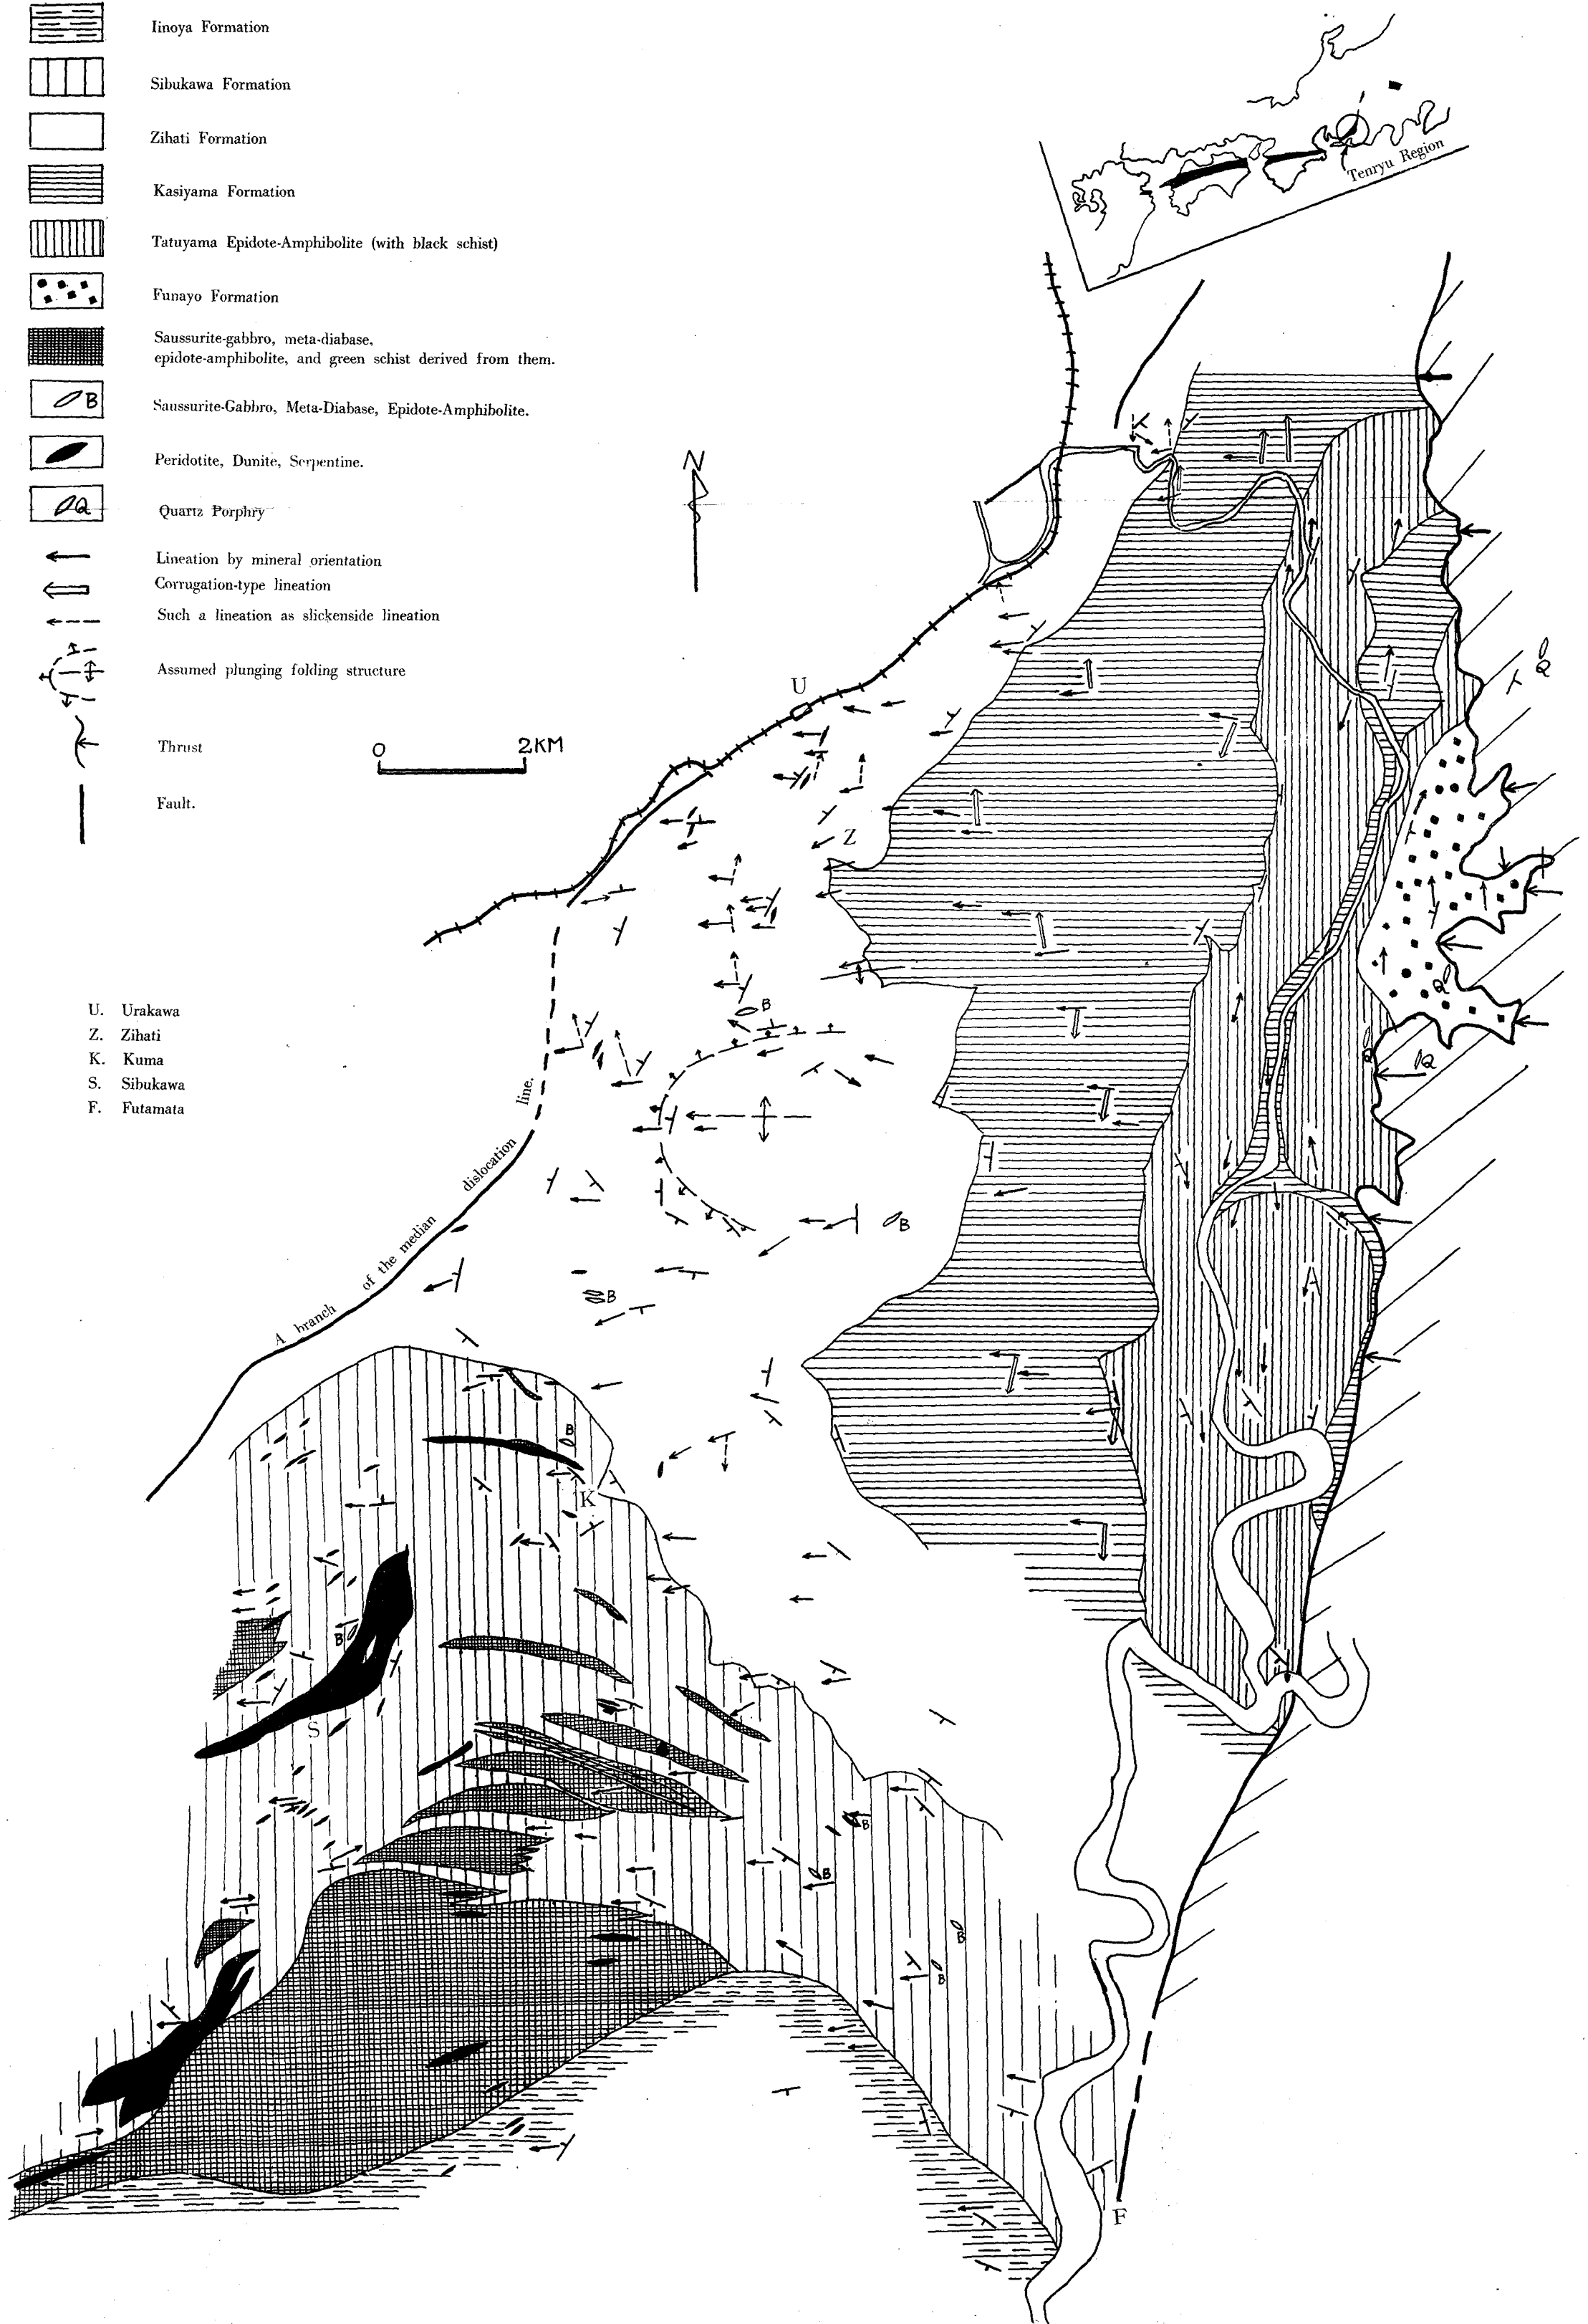 Iinoya Formation
Sibukawa Formation
Zihati Formation
Kasiyama Formation
Tatuyama Epidote-Amphibolite (with black schist)
Funayo Formation
Saussurite-gabbro, meta-diabase,
epidote-amphibolite, and green schist derived from them.
B
Saussurite-Gabbro, Meta-Diabase, Epidote-Amphibolite.
Peridotite, Dunite, Serpentine.
Q
Quartz Porphry
Lineation by mineral orientation
Corrugation-type lineation
Such a lineation as slickenside lineation
Assumed plunging folding structure
Thrust
Fault.
0 2KM
N
Tenryu Region
U. Urakawa
Z. Zihati
K. Kuma
S. Sibukawa
F. Futamata
K
U
Z
Q
Q
Q
Q
B
B
B
A branch of the median dislocation line.
B
K
B
S
B
B
B
B
F